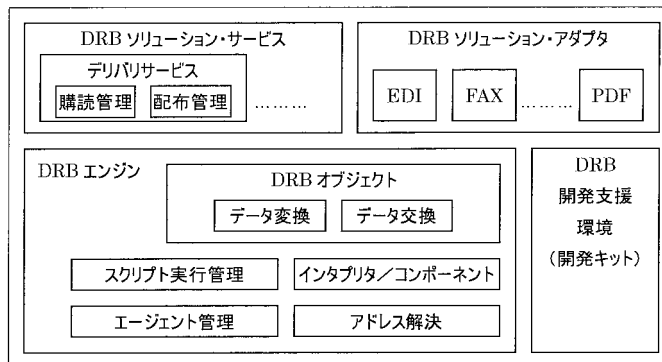 DRB ソリューション・サービス
デリバリサービス
購読管理
配布管理
………
DRB ソリューション・アダプタ
EDI
FAX
………
PDF
DRB エンジン
DRB オブジェクト
データ変換
データ交換
スクリプト実行管理
インタプリタ／コンポーネント
エージェント管理
アドレス解決
DRB
開発支援
環境
(開発キット)